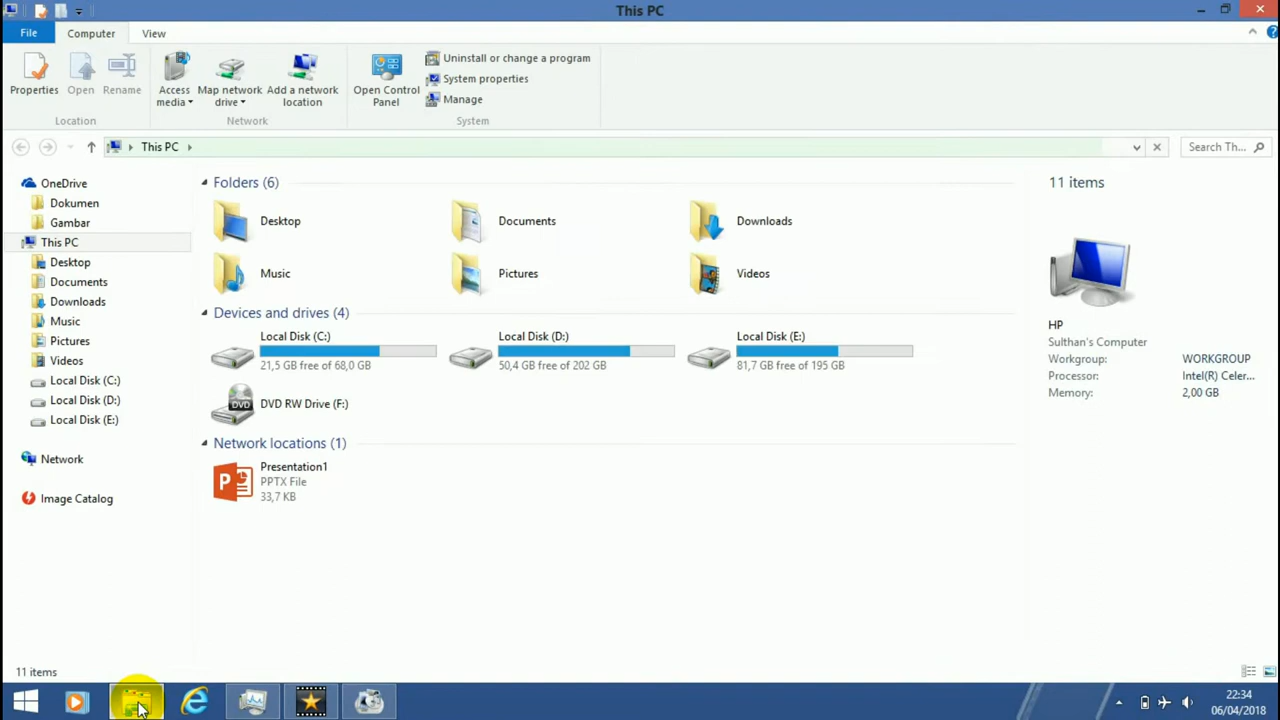 This PC
File
Computer
View
Properties
Open
Rename
Access media
Map network drive
Add a network location
Open Control Panel
Uninstall or change a program
System properties
Manage
Location
Network
System
This PC
Search Th...
OneDrive
Dokumen
Gambar
This PC
Desktop
Documents
Downloads
Music
Pictures
Videos
Local Disk (C:)
Local Disk (D:)
Local Disk (E:)
Network
Image Catalog
Folders (6)
Desktop
Documents
Downloads
Music
Pictures
Videos
Devices and drives (4)
Local Disk (C:)
21,5 GB free of 68,0 GB
Local Disk (D:)
50,4 GB free of 202 GB
Local Disk (E:)
81,7 GB free of 195 GB
DVD
DVD RW Drive (F:)
Network locations (1)
P
Presentation1
PPTX File
33,7 KB
11 items
HP
Sulthan's Computer
Workgroup: WORKGROUP
Processor: Intel(R) Celer...
Memory: 2,00 GB
11 items
22:34
06/04/2018